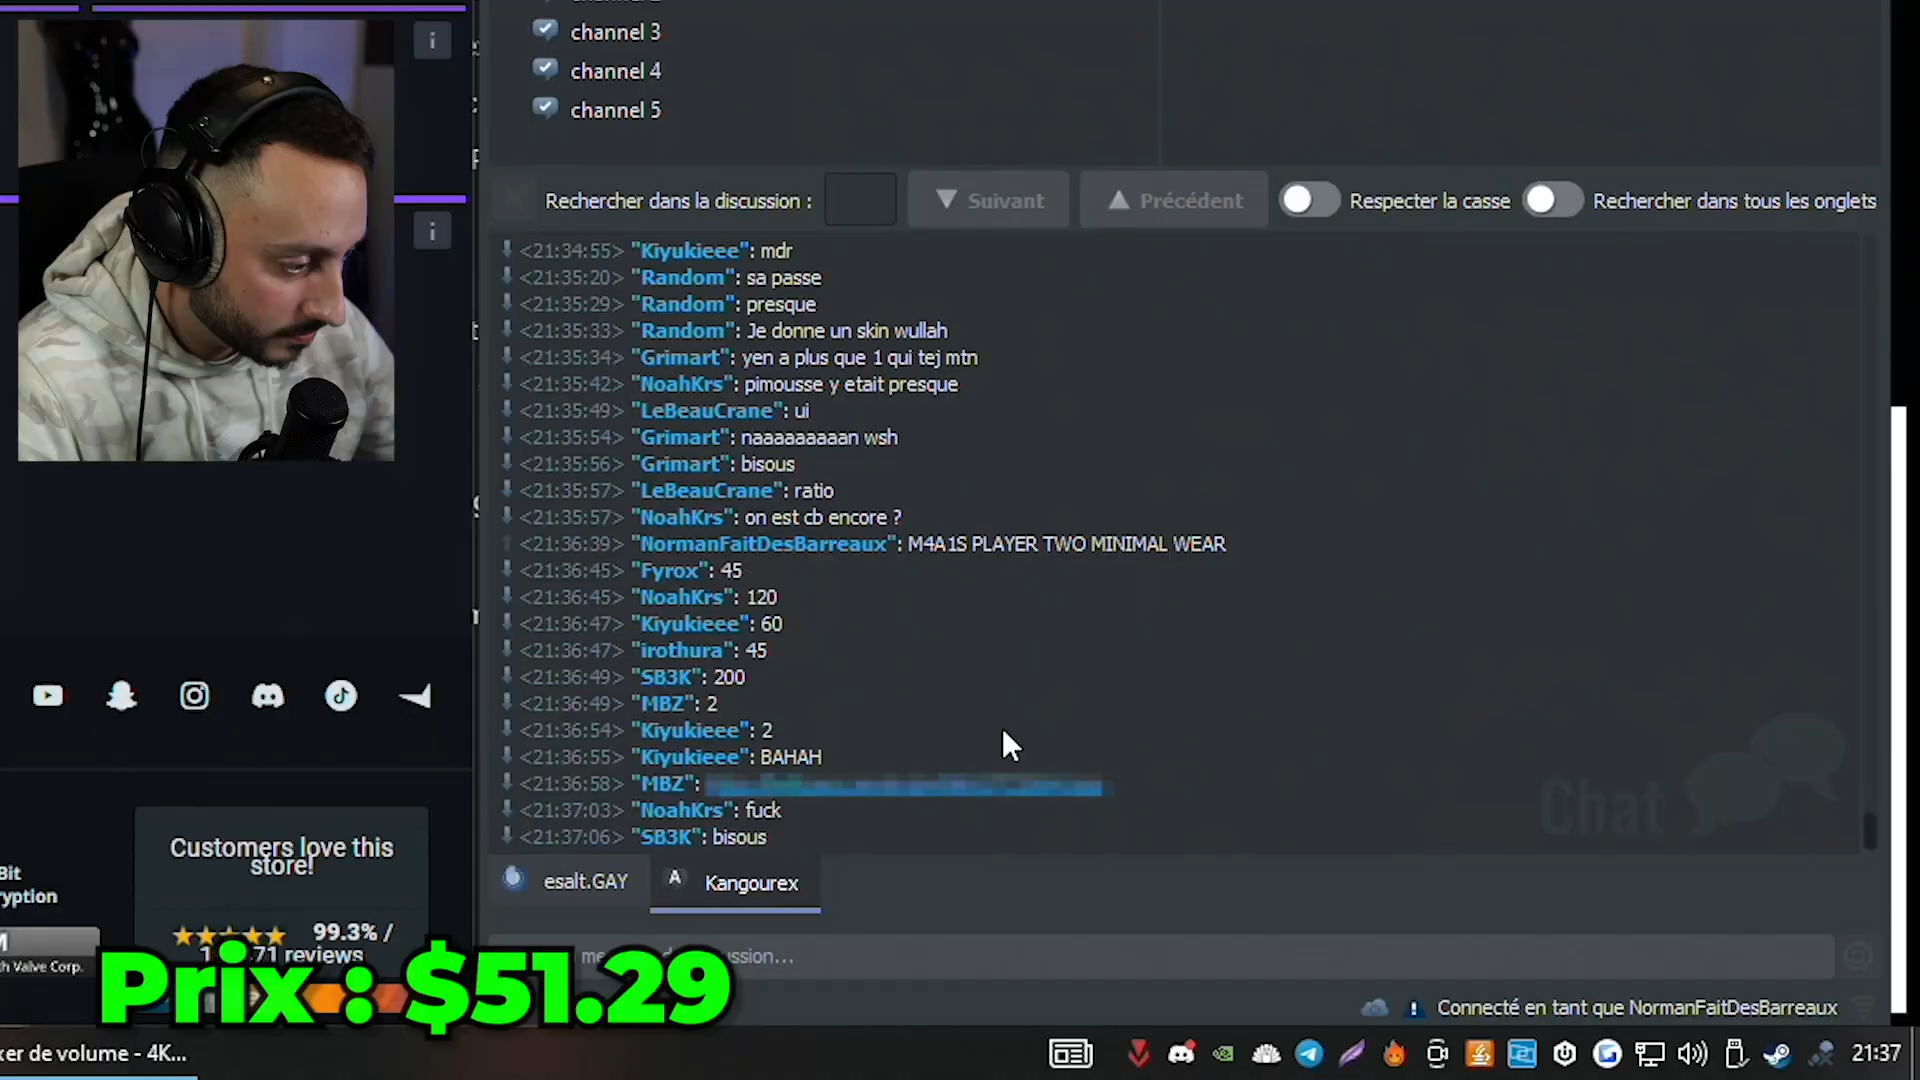 channel 3
channel 4
channel 5
Rechercher dans la discussion :
Suivant
Précédent
Respecter la casse
Rechercher dans tous les onglets
<21:34:55> "Kiyukieee": mdr
<21:35:20> "Random": sa passe
<21:35:29> "Random": presque
<21:35:33> "Random": Je donne un skin wullah
<21:35:34> "Grimart": yen a plus que 1 qui tej mtn
<21:35:42> "NoahKrs": pimousse y etait presque
<21:35:49> "LeBeauCrane": ui
<21:35:54> "Grimart": naaaaaaaaan wsh
<21:35:56> "Grimart": bisous
<21:35:57> "LeBeauCrane": ratio
<21:35:57> "NoahKrs": on est cb encore ?
<21:36:39> "NormanFaitDesBarreaux": M4A1S PLAYER TWO MINIMAL WEAR
<21:36:45> "Fyrox": 45
<21:36:45> "NoahKrs": 120
<21:36:47> "Kiyukieee": 60
<21:36:47> "irothura": 45
<21:36:49> "SB3K": 200
<21:36:49> "MBZ": 2
<21:36:54> "Kiyukieee": 2
<21:36:55> "Kiyukieee": BAHAH
<21:36:58> "MBZ":
<21:37:03> "NoahKrs": fuck
<21:37:06> "SB3K": bisous
Chat
esalt.GAY
Kangourex
Customers love this
store!
99.3% /
71 reviews
Bit
ryption
th Valve Corp.
Prix : $51.29
Connecté en tant que NormanFaitDesBarreaux
xer de volume - 4K...
21:37